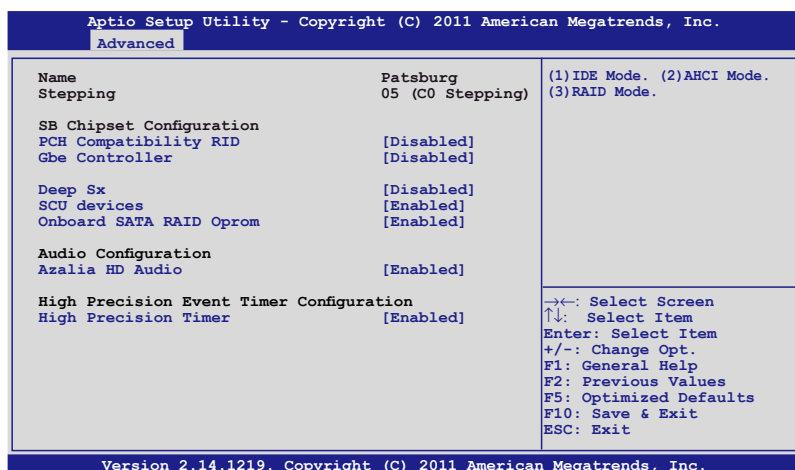 Aptio Setup Utility - Copyright (C) 2011 American Megatrends, Inc.
Advanced
Name Patsburg
Stepping 05 (C0 Stepping)
SB Chipset Configuration
PCH Compatibility RID [Disabled]
Gbe Controller [Disabled]
Deep Sx [Disabled]
SCU devices [Enabled]
Onboard SATA RAID Oprom [Enabled]
Audio Configuration
Azalia HD Audio [Enabled]
High Precision Event Timer Configuration
High Precision Timer [Enabled]
(1)IDE Mode. (2)AHCI Mode.
(3)RAID Mode.
→←: Select Screen
↑↓: Select Item
Enter: Select Item
+/-: Change Opt.
F1: General Help
F2: Previous Values
F5: Optimized Defaults
F10: Save & Exit
ESC: Exit
Version 2.14.1219. Copyright (C) 2011 American Megatrends, Inc.